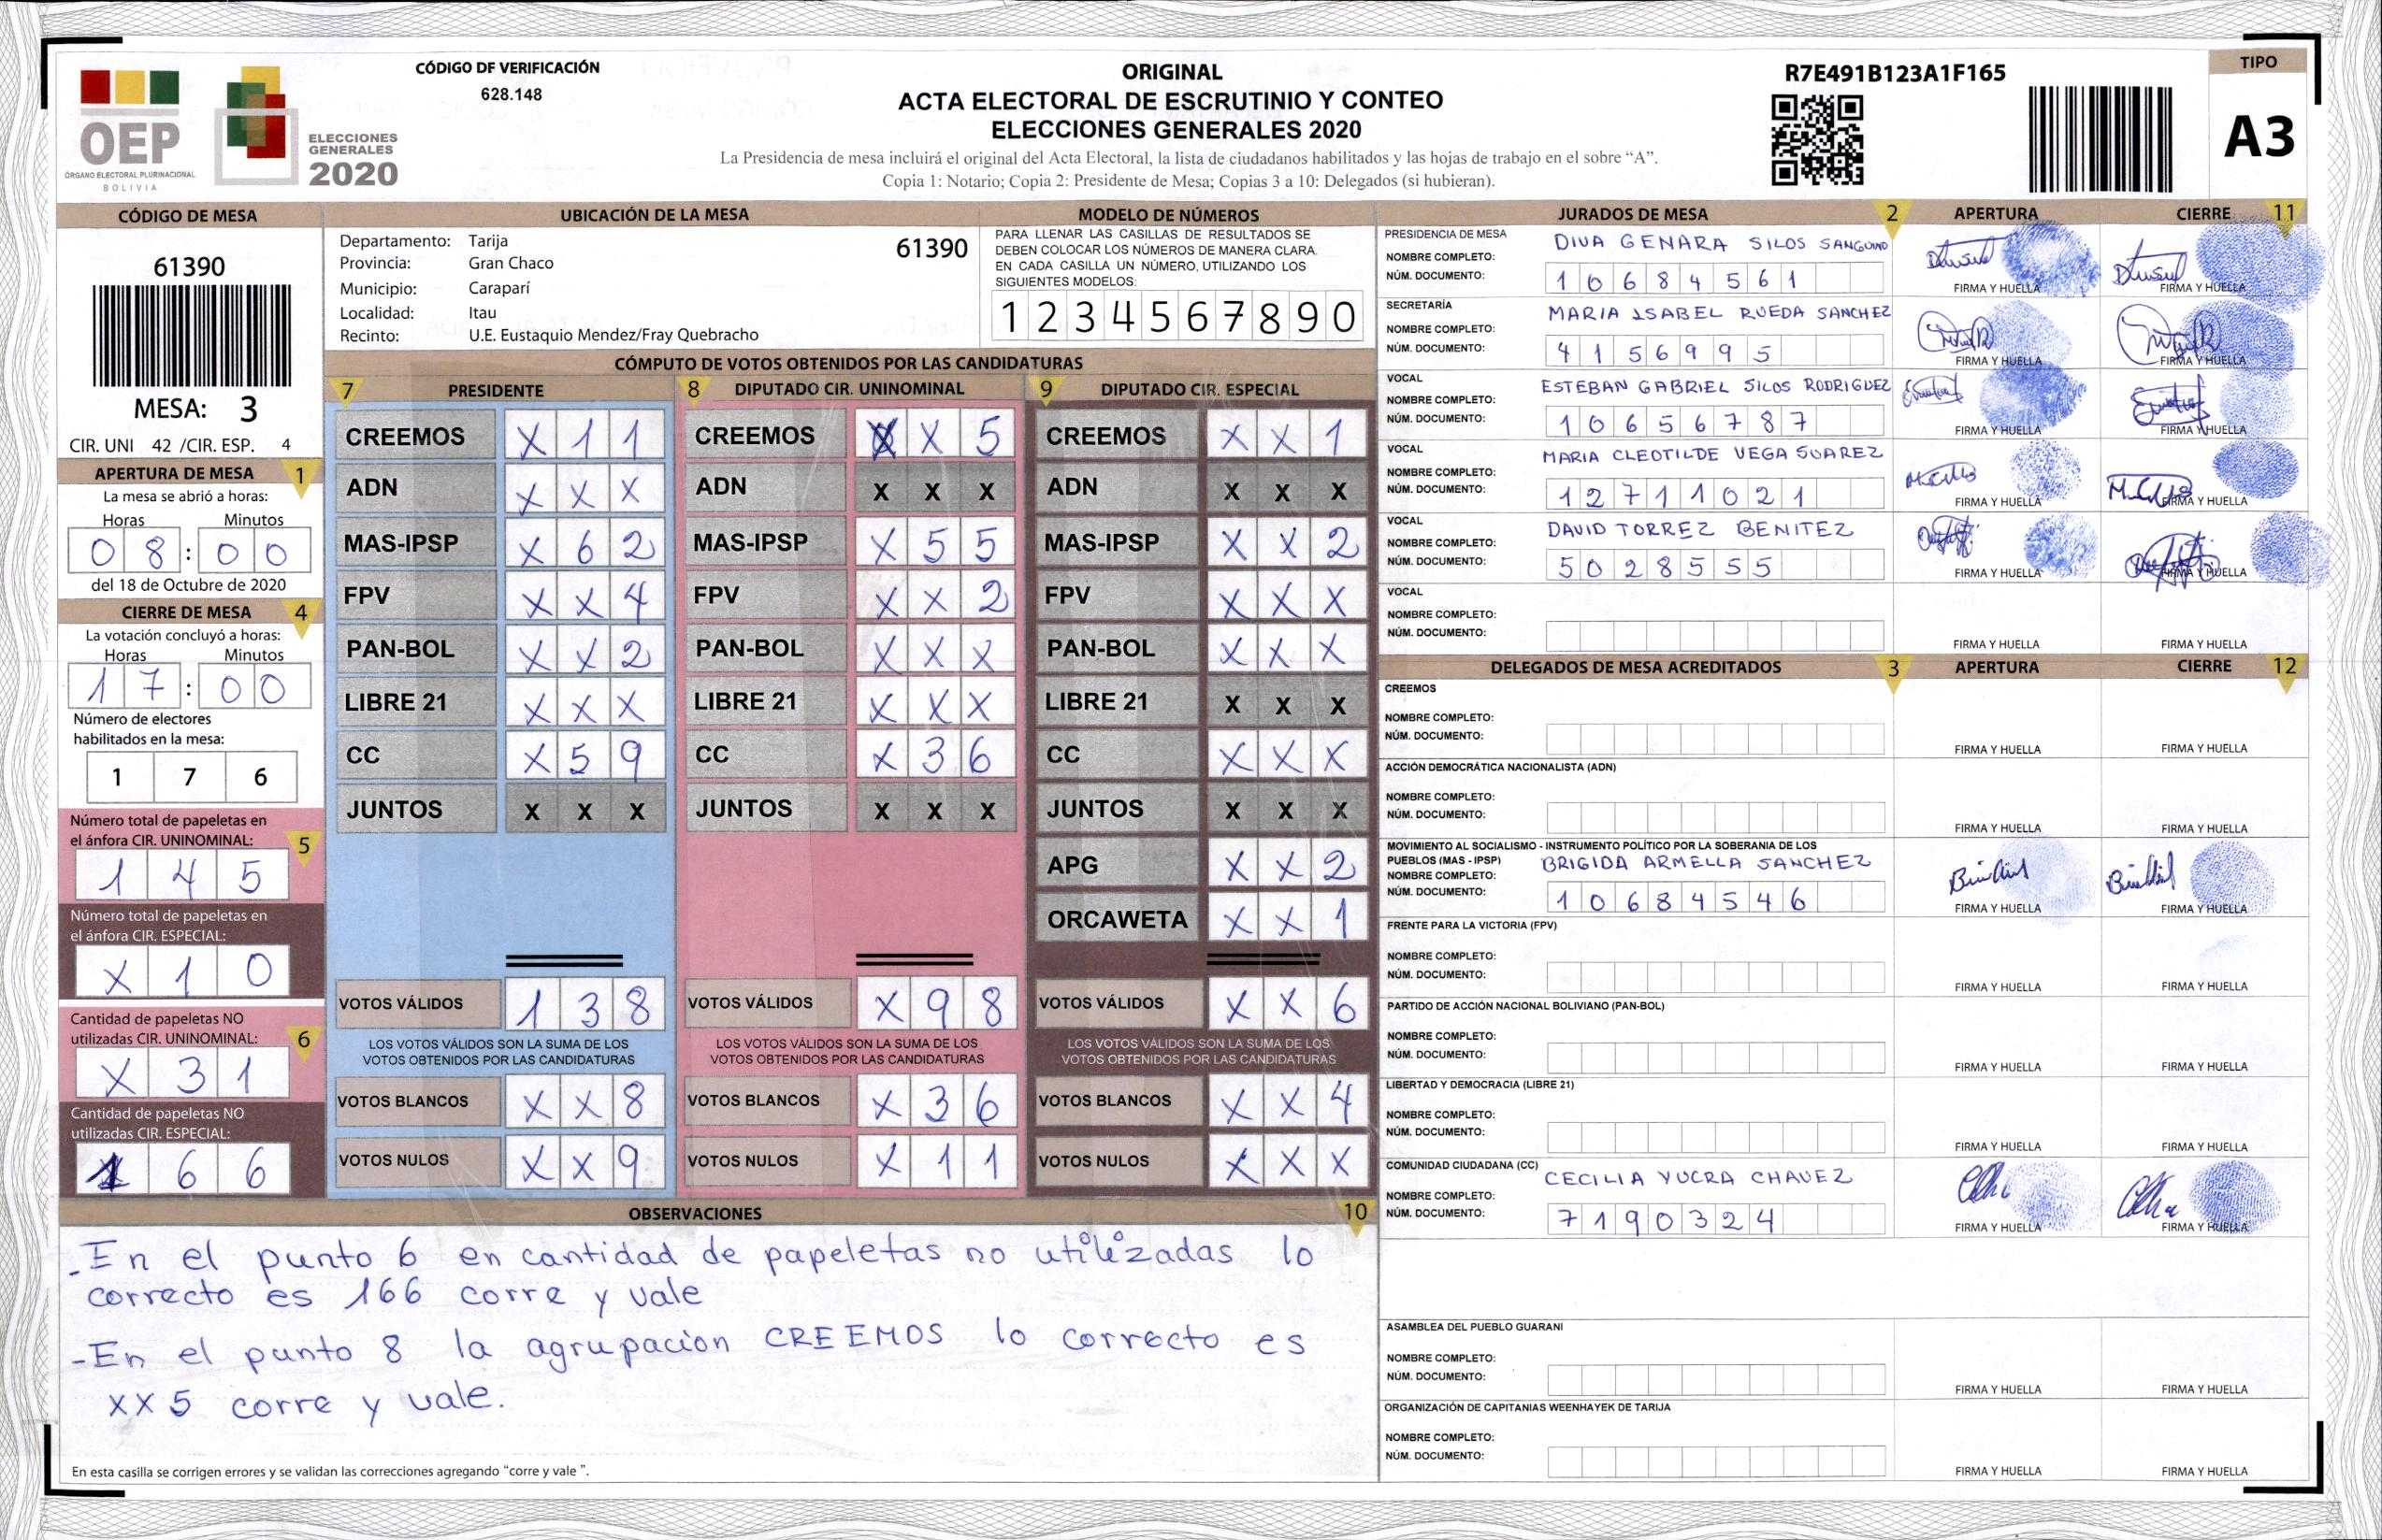 CÓDIGO DE VERIFICACIÓN
628.148
OEP
ÓRGANO ELECTORAL PLURINACIONAL
BOLIVIA
ELECCIONES
GENERALES
2020
ORIGINAL
ACTA ELECTORAL DE ESCRUTINIO Y CONTEO
ELECCIONES GENERALES 2020
La Presidencia de mesa incluirá el original del Acta Electoral, la lista de ciudadanos habilitados y las hojas de trabajo en el sobre “A”.
Copia 1: Notario; Copia 2: Presidente de Mesa; Copias 3 a 10: Delegados (si hubieran).
R7E491B123A1F165
TIPO
A3
CÓDIGO DE MESA
61390
MESA: 3
CIR. UNI 42 /CIR. ESP. 4
APERTURA DE MESA 1
La mesa se abrió a horas:
Horas Minutos
0 8 : 0 0
del 18 de Octubre de 2020
CIERRE DE MESA 4
La votación concluyó a horas:
Horas Minutos
1 7 : 0 0
Número de electores
habilitados en la mesa:
1 7 6
Número total de papeletas en
el ánfora CIR. UNINOMINAL: 5
1 4 5
Número total de papeletas en
el ánfora CIR. ESPECIAL:
X 1 0
Cantidad de papeletas NO
utilizadas CIR. UNINOMINAL: 6
X 3 1
Cantidad de papeletas NO
utilizadas CIR. ESPECIAL:
1 6 6
UBICACIÓN DE LA MESA
Departamento: Tarija 61390
Provincia: Gran Chaco
Municipio: Caraparí
Localidad: Itau
Recinto: U.E. Eustaquio Mendez/Fray Quebracho
MODELO DE NÚMEROS
PARA LLENAR LAS CASILLAS DE RESULTADOS SE
DEBEN COLOCAR LOS NÚMEROS DE MANERA CLARA.
EN CADA CASILLA UN NÚMERO, UTILIZANDO LOS
SIGUIENTES MODELOS:
1 2 3 4 5 6 7 8 9 0
CÓMPUTO DE VOTOS OBTENIDOS POR LAS CANDIDATURAS
7 PRESIDENTE
CREEMOS X 1 1
ADN X X X
MAS-IPSP X 6 2
FPV X X 4
PAN-BOL X X 2
LIBRE 21 X X X
CC X 5 9
JUNTOS X X X
VOTOS VÁLIDOS 1 3 8
LOS VOTOS VÁLIDOS SON LA SUMA DE LOS
VOTOS OBTENIDOS POR LAS CANDIDATURAS
VOTOS BLANCOS X X 8
VOTOS NULOS X X 9
8 DIPUTADO CIR. UNINOMINAL
CREEMOS X X 5
ADN X X X
MAS-IPSP X 5 5
FPV X X 2
PAN-BOL X X X
LIBRE 21 X X X
CC X 3 6
JUNTOS X X X
VOTOS VÁLIDOS X 9 8
LOS VOTOS VÁLIDOS SON LA SUMA DE LOS
VOTOS OBTENIDOS POR LAS CANDIDATURAS
VOTOS BLANCOS X 3 6
VOTOS NULOS X 1 1
9 DIPUTADO CIR. ESPECIAL
CREEMOS X X 1
ADN X X X
MAS-IPSP X X 2
FPV X X X
PAN-BOL X X X
LIBRE 21 X X X
CC X X X
JUNTOS X X X
APG X X 2
ORCAWETA X X 1
VOTOS VÁLIDOS X X 6
LOS VOTOS VÁLIDOS SON LA SUMA DE LOS
VOTOS OBTENIDOS POR LAS CANDIDATURAS
VOTOS BLANCOS X X 4
VOTOS NULOS X X X
OBSERVACIONES 10
- En el punto 6 en cantidad de papeletas no utilizadas lo
correcto es 166 corre y vale
- En el punto 8 la agrupacion CREEMOS lo correcto es
XX5 corre y vale.
En esta casilla se corrigen errores y se validan las correcciones agregando “corre y vale ”.
JURADOS DE MESA 2 APERTURA CIERRE 11
PRESIDENCIA DE MESA DIVA GENARA SILOS SANGUINO
NOMBRE COMPLETO:
NÚM. DOCUMENTO: 1 0 6 8 4 5 6 1
FIRMA Y HUELLA FIRMA Y HUELLA
SECRETARÍA MARIA ISABEL RUEDA SANCHEZ
NOMBRE COMPLETO:
NÚM. DOCUMENTO: 4 1 5 6 9 9 5
FIRMA Y HUELLA FIRMA Y HUELLA
VOCAL ESTEBAN GABRIEL SILOS RODRIGUEZ
NOMBRE COMPLETO:
NÚM. DOCUMENTO: 1 0 6 5 6 7 8 7
FIRMA Y HUELLA FIRMA Y HUELLA
VOCAL MARIA CLEOTILDE VEGA SUAREZ
NOMBRE COMPLETO:
NÚM. DOCUMENTO: 1 2 7 1 1 0 2 1
FIRMA Y HUELLA FIRMA Y HUELLA
VOCAL DAVID TORREZ BENITEZ
NOMBRE COMPLETO:
NÚM. DOCUMENTO: 5 0 2 8 5 5 5
FIRMA Y HUELLA FIRMA Y HUELLA
VOCAL
NOMBRE COMPLETO:
NÚM. DOCUMENTO:
FIRMA Y HUELLA FIRMA Y HUELLA
DELEGADOS DE MESA ACREDITADOS 3 APERTURA CIERRE 12
CREEMOS
NOMBRE COMPLETO:
NÚM. DOCUMENTO:
FIRMA Y HUELLA FIRMA Y HUELLA
ACCIÓN DEMOCRÁTICA NACIONALISTA (ADN)
NOMBRE COMPLETO:
NÚM. DOCUMENTO:
FIRMA Y HUELLA FIRMA Y HUELLA
MOVIMIENTO AL SOCIALISMO - INSTRUMENTO POLÍTICO POR LA SOBERANIA DE LOS
PUEBLOS (MAS - IPSP) BRIGIDA ARMELLA SANCHEZ
NOMBRE COMPLETO:
NÚM. DOCUMENTO: 1 0 6 8 4 5 4 6
FIRMA Y HUELLA FIRMA Y HUELLA
FRENTE PARA LA VICTORIA (FPV)
NOMBRE COMPLETO:
NÚM. DOCUMENTO:
FIRMA Y HUELLA FIRMA Y HUELLA
PARTIDO DE ACCIÓN NACIONAL BOLIVIANO (PAN-BOL)
NOMBRE COMPLETO:
NÚM. DOCUMENTO:
FIRMA Y HUELLA FIRMA Y HUELLA
LIBERTAD Y DEMOCRACIA (LIBRE 21)
NOMBRE COMPLETO:
NÚM. DOCUMENTO:
FIRMA Y HUELLA FIRMA Y HUELLA
COMUNIDAD CIUDADANA (CC) CECILIA YUCRA CHAVEZ
NOMBRE COMPLETO:
NÚM. DOCUMENTO: 7 1 9 0 3 2 4
FIRMA Y HUELLA FIRMA Y HUELLA
ASAMBLEA DEL PUEBLO GUARANI
NOMBRE COMPLETO:
NÚM. DOCUMENTO:
FIRMA Y HUELLA FIRMA Y HUELLA
ORGANIZACIÓN DE CAPITANIAS WEENHAYEK DE TARIJA
NOMBRE COMPLETO:
NÚM. DOCUMENTO:
FIRMA Y HUELLA FIRMA Y HUELLA